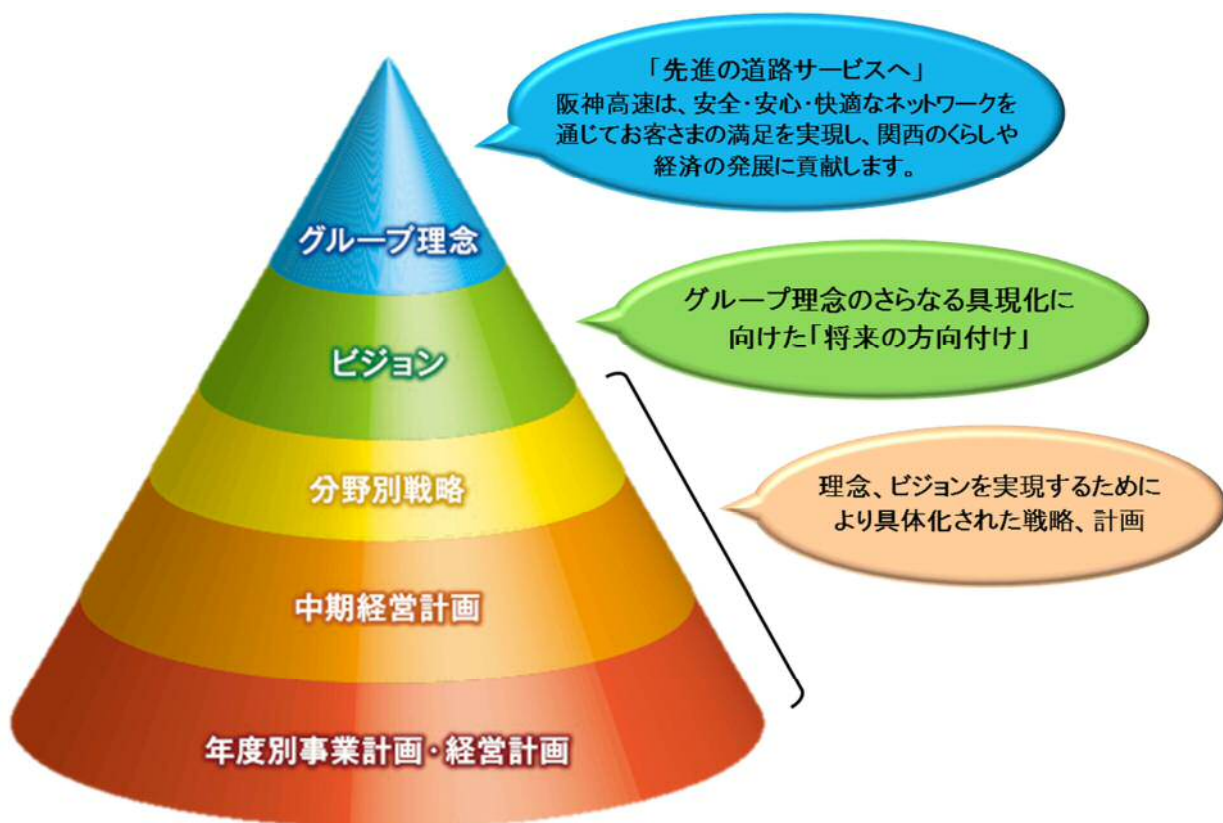 「先進の道路サービスへ」
阪神高速は、安全・安心・快適なネットワークを
通じてお客さまの満足を実現し、関西のくらしや
経済の発展に貢献します。
グループ理念
グループ理念のさらなる具現化に
向けた「将来の方向付け」
ビジョン
分野別戦略
理念、ビジョンを実現するために
より具体化された戦略、計画
中期経営計画
年度別事業計画・経営計画